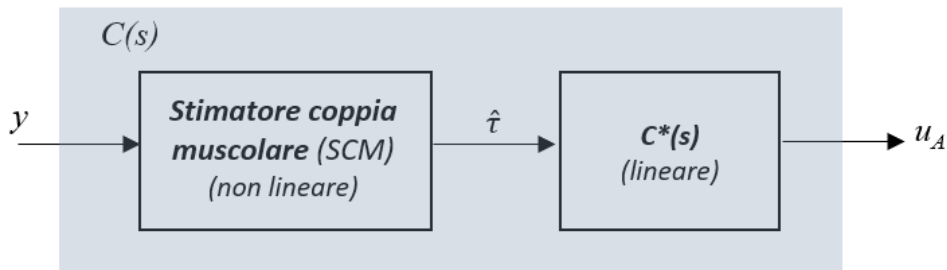 C(s)
y
Stimatore coppia
muscolare (SCM)
(non lineare)
τ̂
C*(s)
(lineare)
u_A